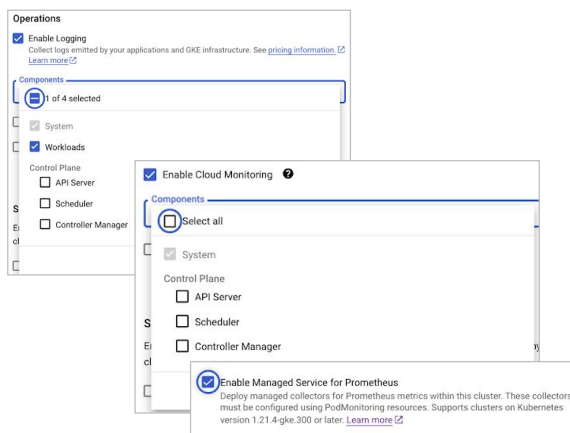 Operations
Enable Logging
Collect logs emitted by your applications and GKE infrastructure. See pricing information.
Learn more
Components
1 of 4 selected
System
Workloads
Control Plane
API Server
Scheduler
Controller Manager
S
E
cl
Enable Cloud Monitoring
Components
Select all
System
Control Plane
API Server
Scheduler
Controller Manager
S
E
cl
Enable Managed Service for Prometheus
Deploy managed collectors for Prometheus metrics within this cluster. These collectors
must be configured using PodMonitoring resources. Supports clusters on Kubernetes
version 1.21.4-gke.300 or later. Learn more